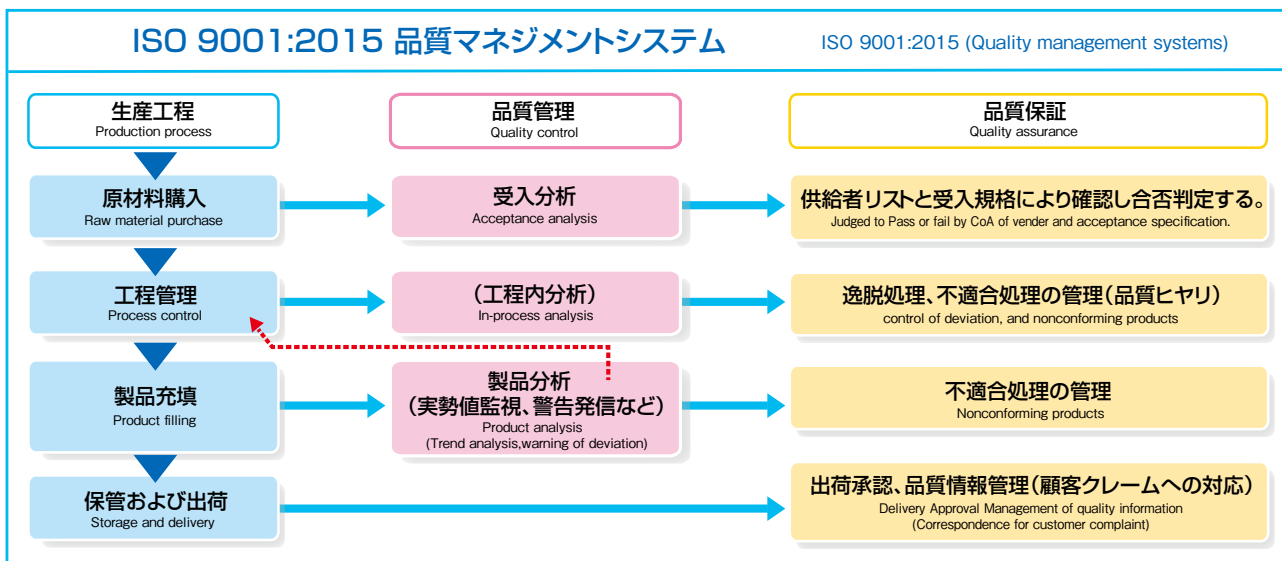 ISO 9001:2015 品質マネジメントシステム
ISO 9001:2015 (Quality management systems)
生産工程
Production process
品質管理
Quality control
品質保証
Quality assurance
原材料購入
Raw material purchase
受入分析
Acceptance analysis
供給者リストと受入規格により確認し合否判定する。
Judged to Pass or fail by CoA of vender and acceptance specification.
工程管理
Process control
(工程内分析)
In-process analysis
逸脱処理、不適合処理の管理(品質ヒヤリ)
control of deviation, and nonconforming products
製品充填
Product filling
製品分析
(実勢値監視、警告発信など)
Product analysis
(Trend analysis,warning of deviation)
不適合処理の管理
Nonconforming products
保管および出荷
Storage and delivery
出荷承認、品質情報管理(顧客クレームへの対応)
Delivery Approval Management of quality information
(Correspondence for customer complaint)